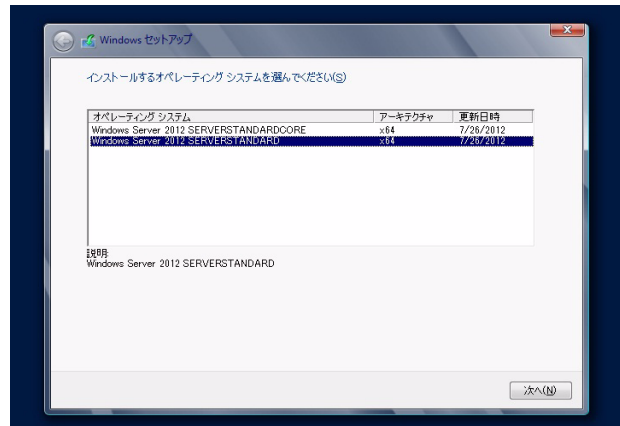 Windows セットアップ
インストールするオペレーティング システムを選んでください(S)
オペレーティング システム アーキテクチャ 更新日時
Windows Server 2012 SERVERSTANDARDCORE x64 7/26/2012
Windows Server 2012 SERVERSTANDARD x64 7/26/2012
説明:
Windows Server 2012 SERVERSTANDARD
次へ(N)